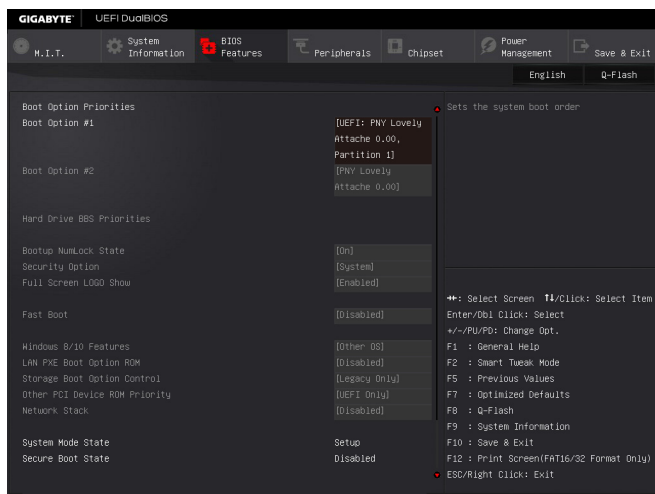 GIGABYTE™ UEFI DualBIOS
M.I.T. System Information BIOS Features Peripherals Chipset Power Management Save & Exit
English Q-Flash
Boot Option Priorities
Boot Option #1 [UEFI: PNY Lovely Attache 0.00, Partition 1]
Boot Option #2 [PNY Lovely Attache 0.00]
Hard Drive BBS Priorities
Bootup NumLock State [On]
Security Option [System]
Full Screen LOGO Show [Enabled]
Fast Boot [Disabled]
Windows 8/10 Features [Other OS]
LAN PXE Boot Option ROM [Disabled]
Storage Boot Option Control [Legacy Only]
Other PCI Device ROM Priority [UEFI Only]
Network Stack [Disabled]
System Mode State Setup
Secure Boot State Disabled
Sets the system boot order
→←: Select Screen ↑↓/Click: Select Item
Enter/Dbl Click: Select
+/-/PU/PD: Change Opt.
F1 : General Help
F2 : Smart Tweak Mode
F5 : Previous Values
F7 : Optimized Defaults
F8 : Q-Flash
F9 : System Information
F10 : Save & Exit
F12 : Print Screen(FAT16/32 Format Only)
ESC/Right Click: Exit